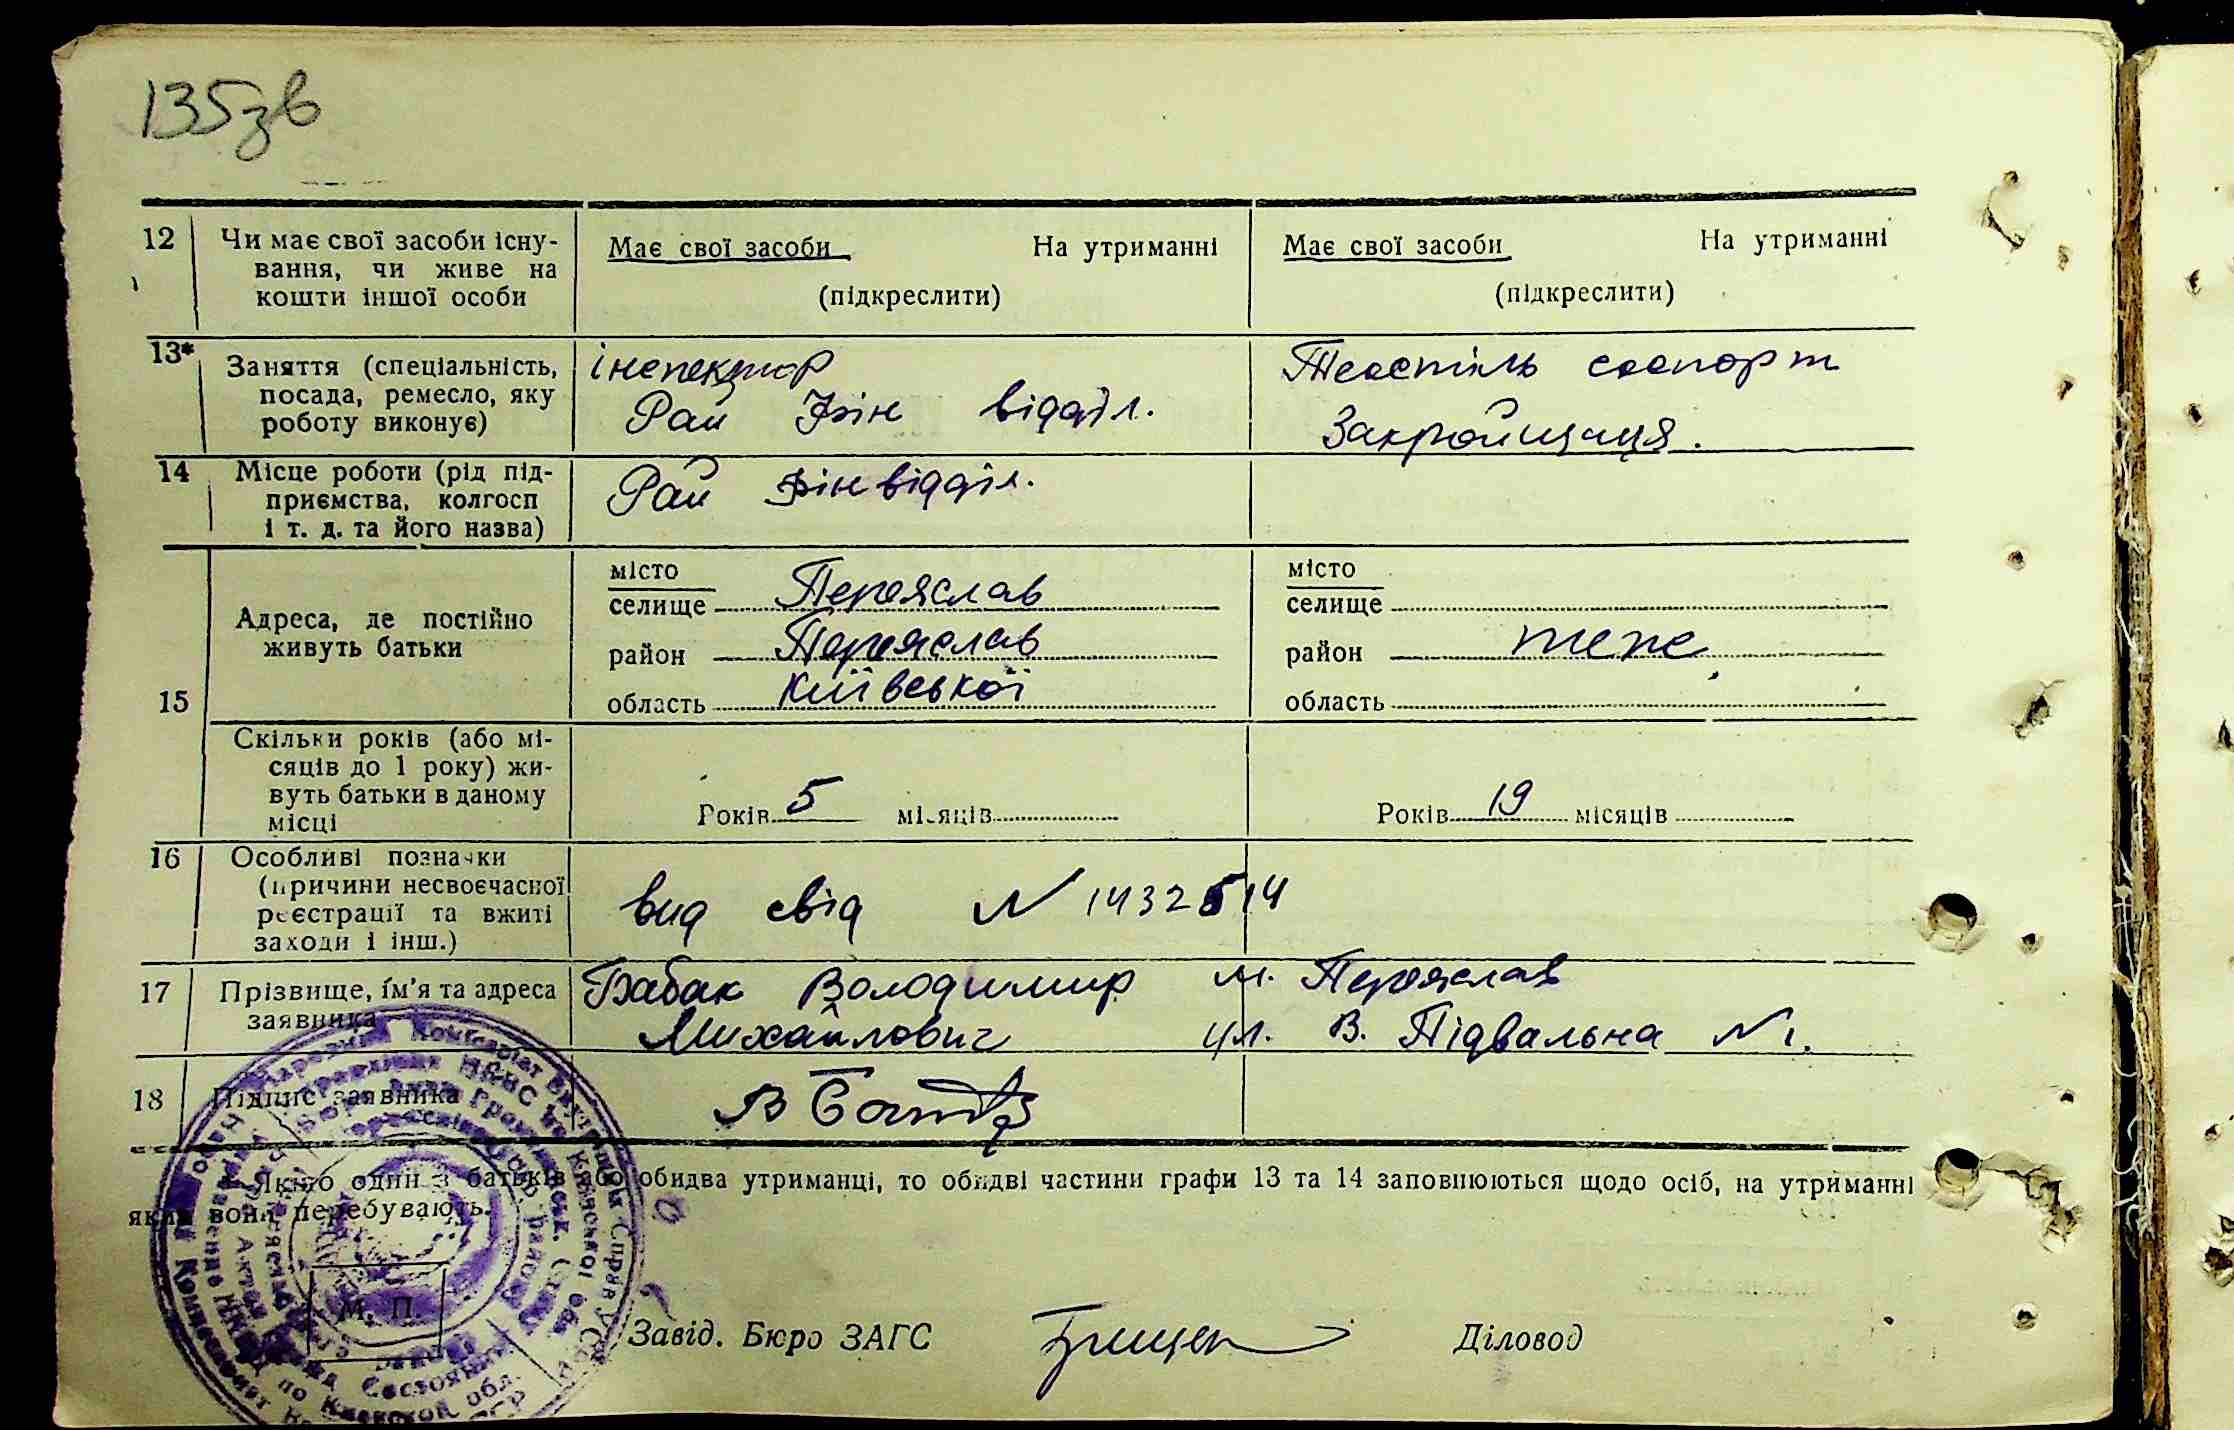 135зв
12 Чи має свої засоби існу-
вання, чи живе на
кошти іншої особи
Має свої засоби На утриманні
(підкреслити)
Має свої засоби На утриманні
(підкреслити)
13* Заняття (спеціальність,
посада, ремесло, яку
роботу виконує)
інспектор
Рай Фін відділ.
Закройщиця.
14 Місце роботи (рід під-
приємства, колгосп
і т. д. та його назва)
Рай Фінвідділ.
15
Адреса, де постійно
живуть батьки
місто
селище Переяслав
район Переяслав
область Київської
місто
селище
район теж
область
Скільки років (або мі-
сяців до 1 року) жи-
вуть батьки в даному
місці
Років 5 місяців
Років 19 місяців
16 Особливі позначки
(причини несвоєчасної
реєстрації та вжиті
заходи і інш.)
вид свід N 1432514
17 Прізвище, ім'я та адреса
заявника
Бабак Володимир м. Переяслав
Михайлович ул. В. Підвальна N 1.
18 Підпис заявника
* Якщо один з батьків або обидва утриманці, то обидві частини графи 13 та 14 заповнюються щодо осіб, на утриманні
яких вони перебувають.
М. П.
Завід. Бюро ЗАГС Діловод